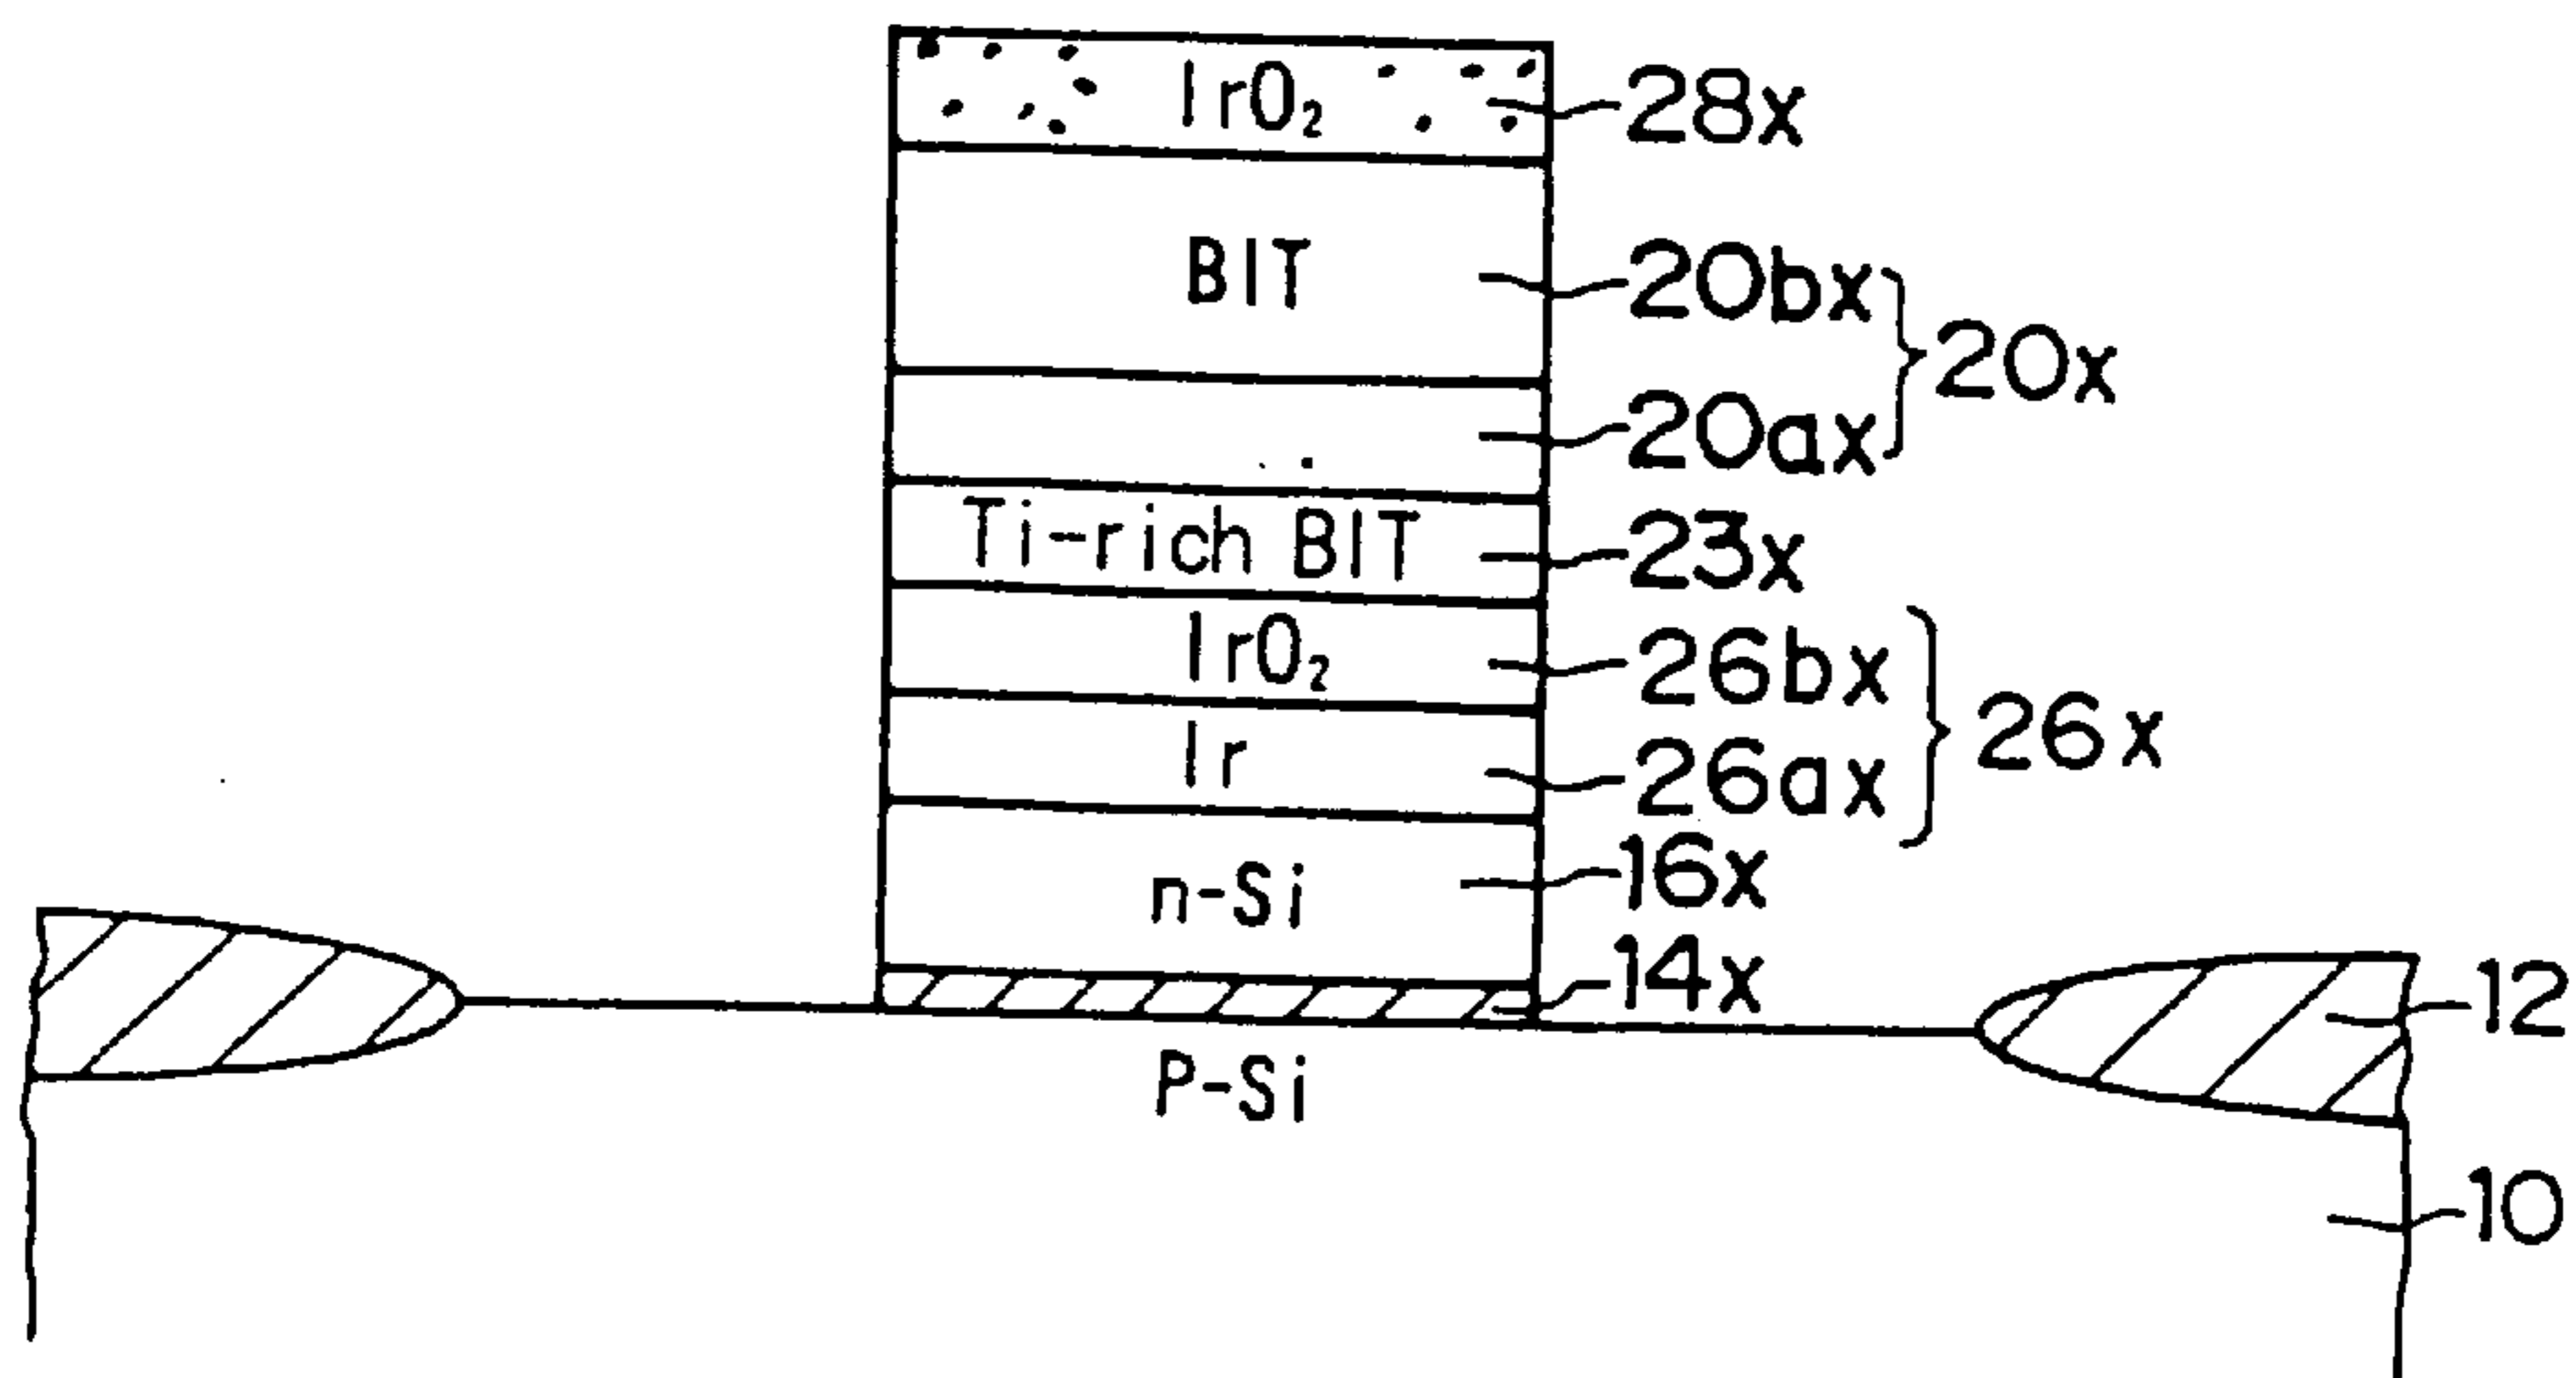 IrO₂ 28x
BIT 20bx
20x
20ax
Ti-rich BIT 23x
IrO₂ 26bx
26x
Ir 26ax
n-Si 16x
14x
12
P-Si
10